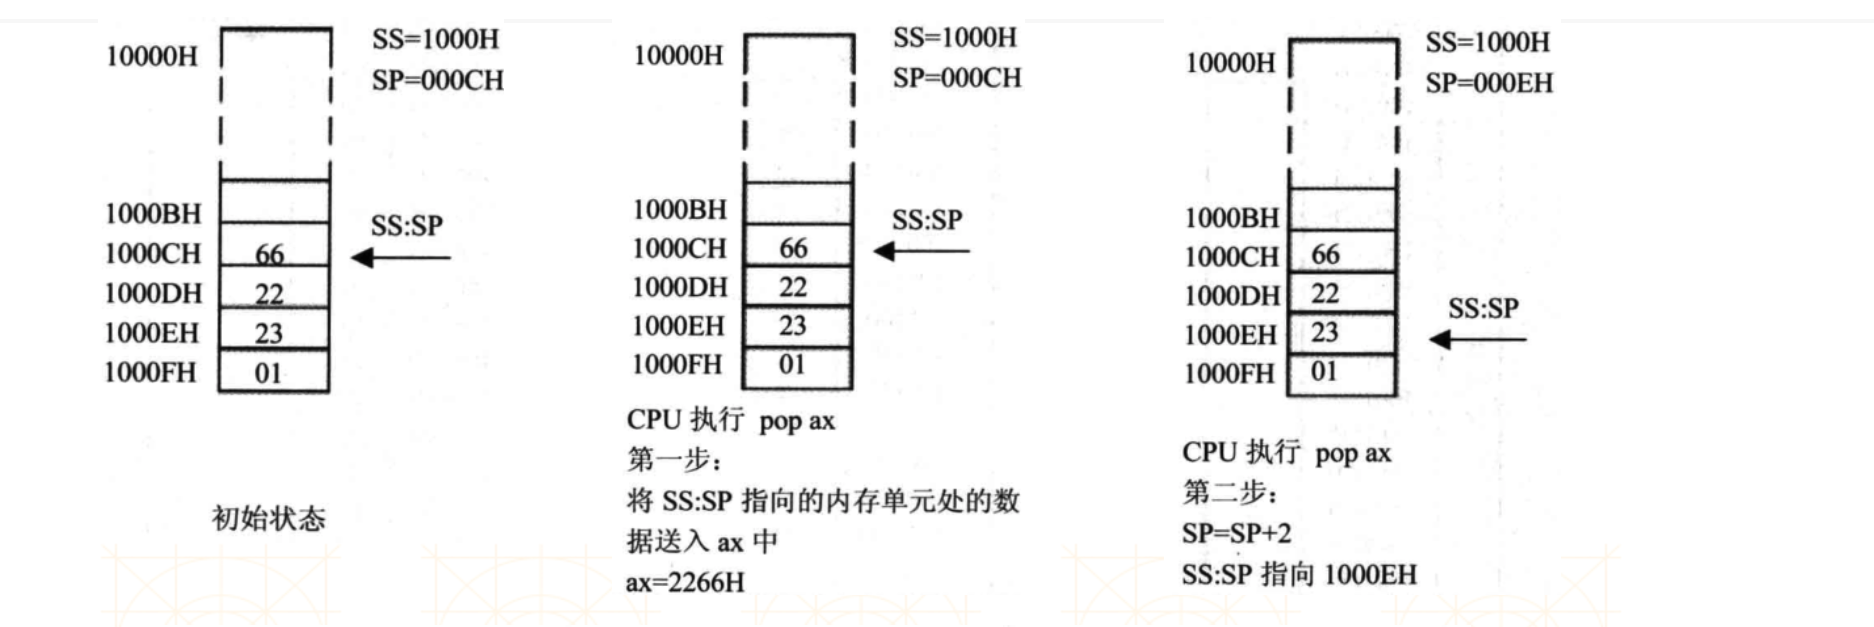 10000H
SS=1000H
SP=000CH
1000BH
1000CH 66
1000DH 22
1000EH 23
1000FH 01
SS:SP
初始状态
10000H
SS=1000H
SP=000CH
1000BH
1000CH 66
1000DH 22
1000EH 23
1000FH 01
SS:SP
CPU 执行 pop ax
第一步：
将 SS:SP 指向的内存单元处的数
据送入 ax 中
ax=2266H
10000H
SS=1000H
SP=000EH
1000BH
1000CH 66
1000DH 22
1000EH 23
1000FH 01
SS:SP
CPU 执行 pop ax
第二步：
SP=SP+2
SS:SP 指向 1000EH